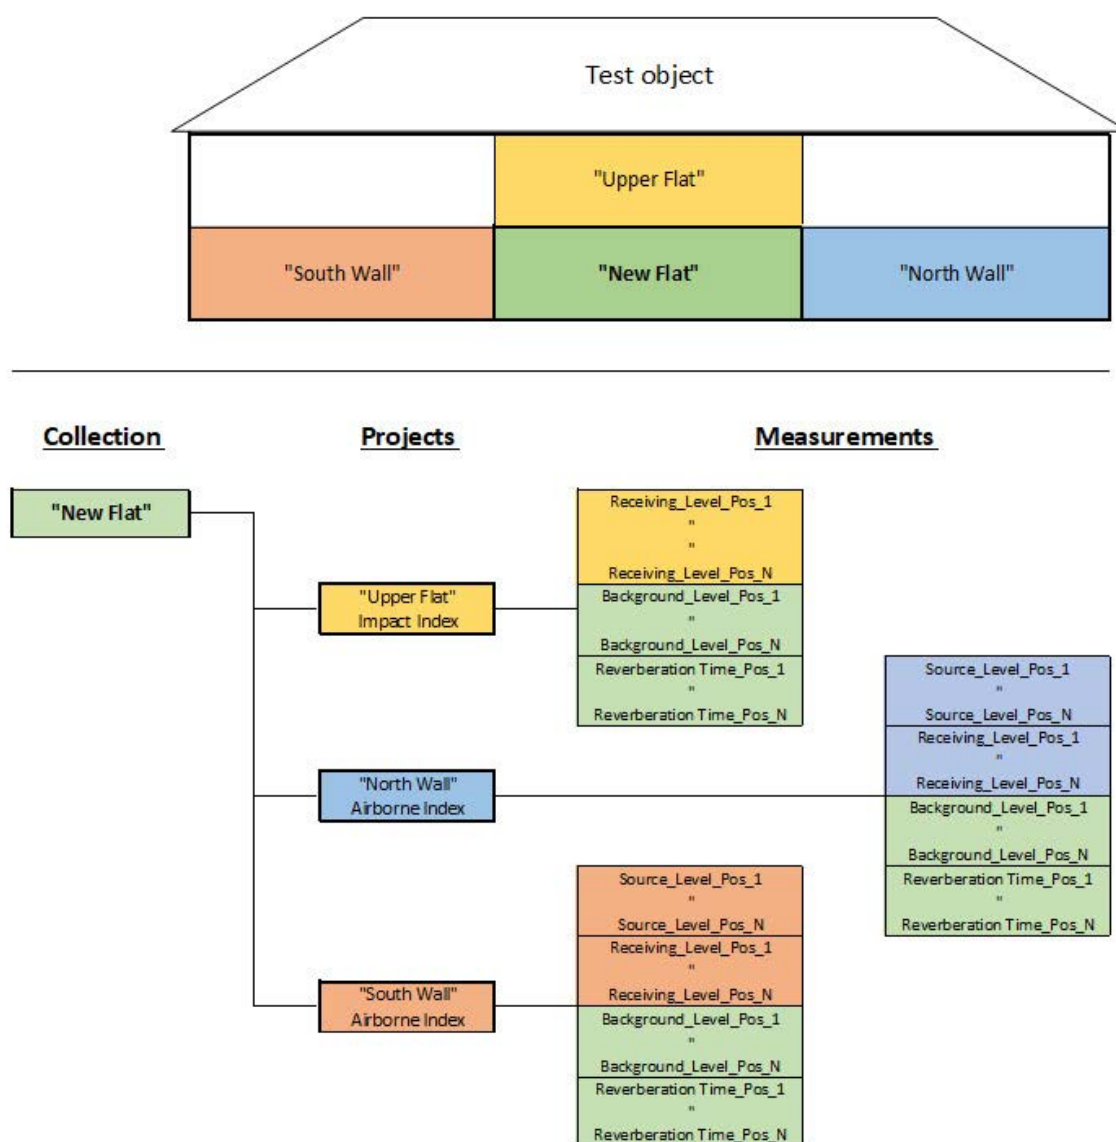 Test object
"Upper Flat"
"South Wall"
"New Flat"
"North Wall"
Collection
Projects
Measurements
"New Flat"
"Upper Flat"
Impact Index
Receiving_Level_Pos_1
"
"
Receiving_Level_Pos_N
Background_Level_Pos_1
"
Background_Level_Pos_N
Reverberation Time_Pos_1
"
Reverberation Time_Pos_N
"North Wall"
Airborne Index
Source_Level_Pos_1
"
Source_Level_Pos_N
Receiving_Level_Pos_1
"
Receiving_Level_Pos_N
Background_Level_Pos_1
"
Background_Level_Pos_N
Reverberation Time_Pos_1
"
Reverberation Time_Pos_N
"South Wall"
Airborne Index
Source_Level_Pos_1
"
Source_Level_Pos_N
Receiving_Level_Pos_1
"
Receiving_Level_Pos_N
Background_Level_Pos_1
"
Background_Level_Pos_N
Reverberation Time_Pos_1
"
Reverberation Time_Pos_N